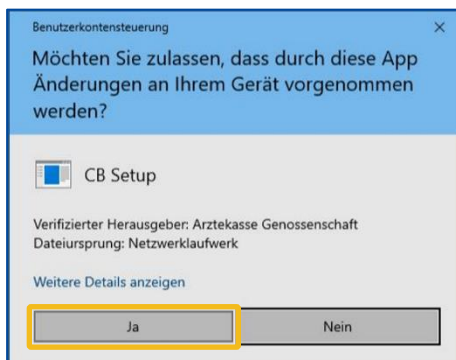 Benutzerkontensteuerung
Möchten Sie zulassen, dass durch diese App
Änderungen an Ihrem Gerät vorgenommen
werden?
CB Setup
Verifizierter Herausgeber: Arztekasse Genossenschaft
Dateiursprung: Netzwerklaufwerk
Weitere Details anzeigen
Ja
Nein